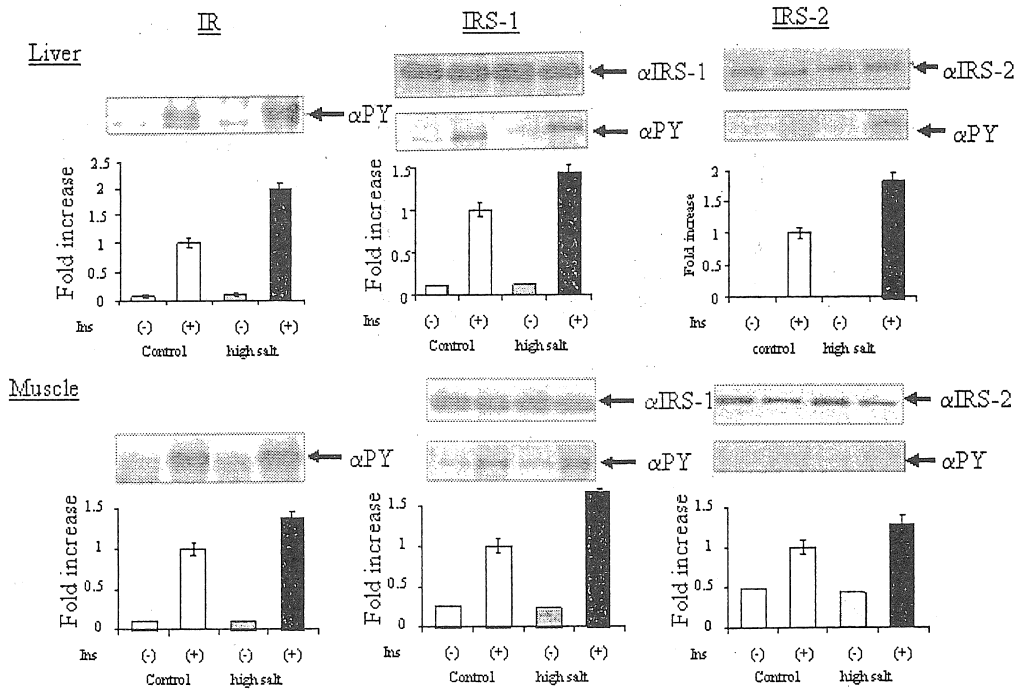 IR
IRS-1
IRS-2
Liver
αIRS-1
αIRS-2
αPY
αPY
αPY
Fold increase
2.5
2
1.5
1
0.5
0
Fold increase
1.5
1
0.5
0
Fold increase
2
1.5
1
0.5
0
Ins (-) (+) (-) (+)
Control high salt
Ins (-) (+) (-) (+)
Control high salt
Ins (-) (+) (-) (+)
control high salt
Muscle
αIRS-1
αIRS-2
αPY
αPY
αPY
Fold increase
1.5
1
0.5
0
Fold increase
1.5
1
0.5
0
Fold increase
1.5
1
0.5
0
Ins (-) (+) (-) (+)
Control high salt
Ins (-) (+) (-) (+)
Control high salt
Ins (-) (+) (-) (+)
Control high salt